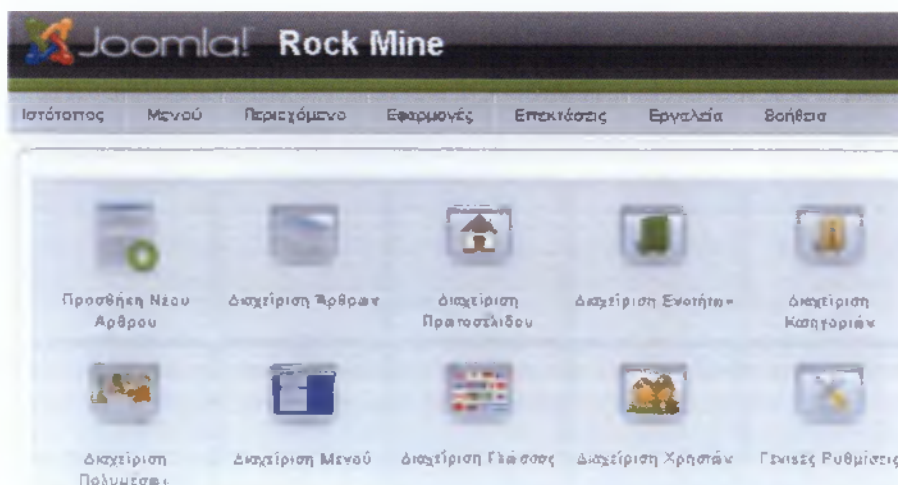 Joomla! Rock Mine
Ιστότοπος Μενού Περιεχόμενο Εφαρμογές Επεκτάσεις Εργαλεία Βοήθεια
Προσθήκη Νέου Διαχείριση Άρθρων Διαχείριση Διαχείριση Ενοτήτων Διαχείριση
Άρθρου Πρωτοσέλιδου Κατηγοριών
Διαχείριση Διαχείριση Μενού Διαχείριση Γλώσσας Διαχείριση Χρηστών Γενικές Ρυθμίσεις
Πολυμέσων